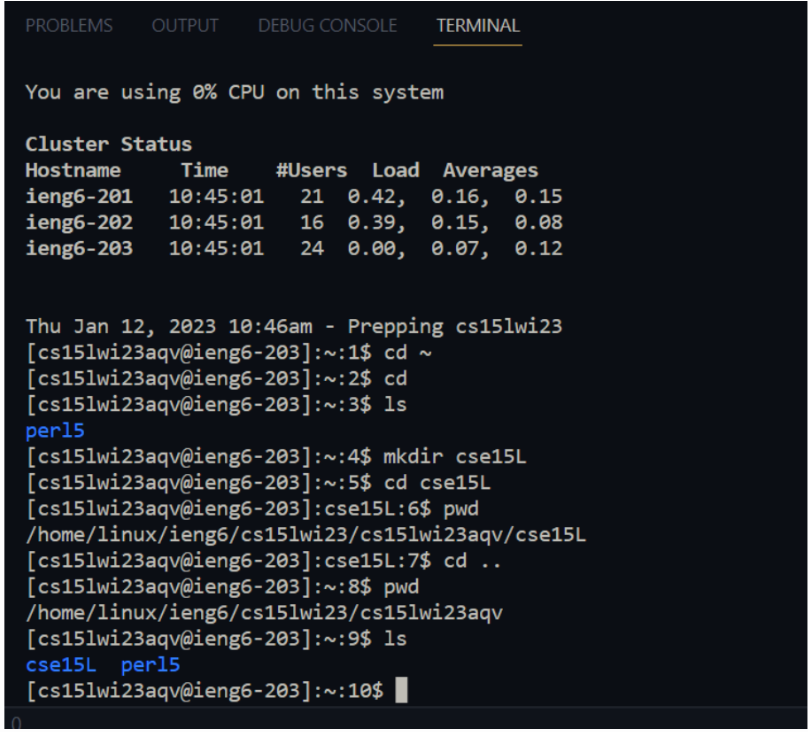 PROBLEMS OUTPUT DEBUG CONSOLE TERMINAL
You are using 0% CPU on this system
Cluster Status
Hostname Time #Users Load Averages
ieng6-201 10:45:01 21 0.42, 0.16, 0.15
ieng6-202 10:45:01 16 0.39, 0.15, 0.08
ieng6-203 10:45:01 24 0.00, 0.07, 0.12
Thu Jan 12, 2023 10:46am - Prepping cs15lwi23
[cs15lwi23aqv@ieng6-203]:~:1$ cd ~
[cs15lwi23aqv@ieng6-203]:~:2$ cd
[cs15lwi23aqv@ieng6-203]:~:3$ ls
perl5
[cs15lwi23aqv@ieng6-203]:~:4$ mkdir cse15L
[cs15lwi23aqv@ieng6-203]:~:5$ cd cse15L
[cs15lwi23aqv@ieng6-203]:cse15L:6$ pwd
/home/linux/ieng6/cs15lwi23/cs15lwi23aqv/cse15L
[cs15lwi23aqv@ieng6-203]:cse15L:7$ cd ..
[cs15lwi23aqv@ieng6-203]:~:8$ pwd
/home/linux/ieng6/cs15lwi23/cs15lwi23aqv
[cs15lwi23aqv@ieng6-203]:~:9$ ls
cse15L perl5
[cs15lwi23aqv@ieng6-203]:~:10$
0